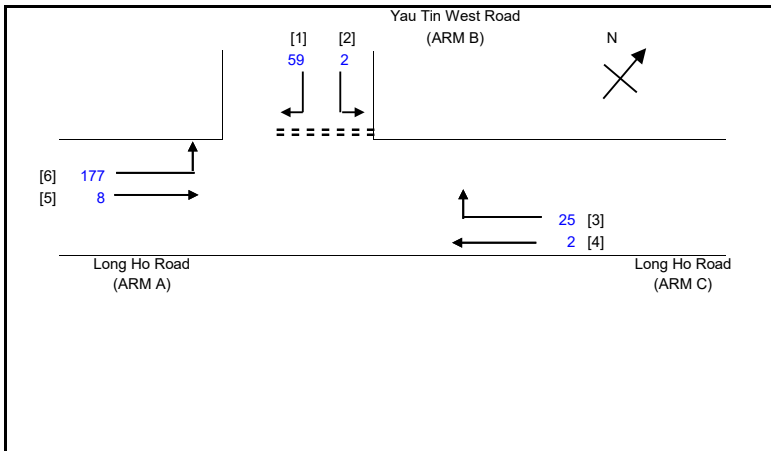 Yau Tin West Road
(ARM B)
[1] [2]
59 2
N
[6] 177
[5] 8
25 [3]
2 [4]
Long Ho Road
(ARM A)
Long Ho Road
(ARM C)